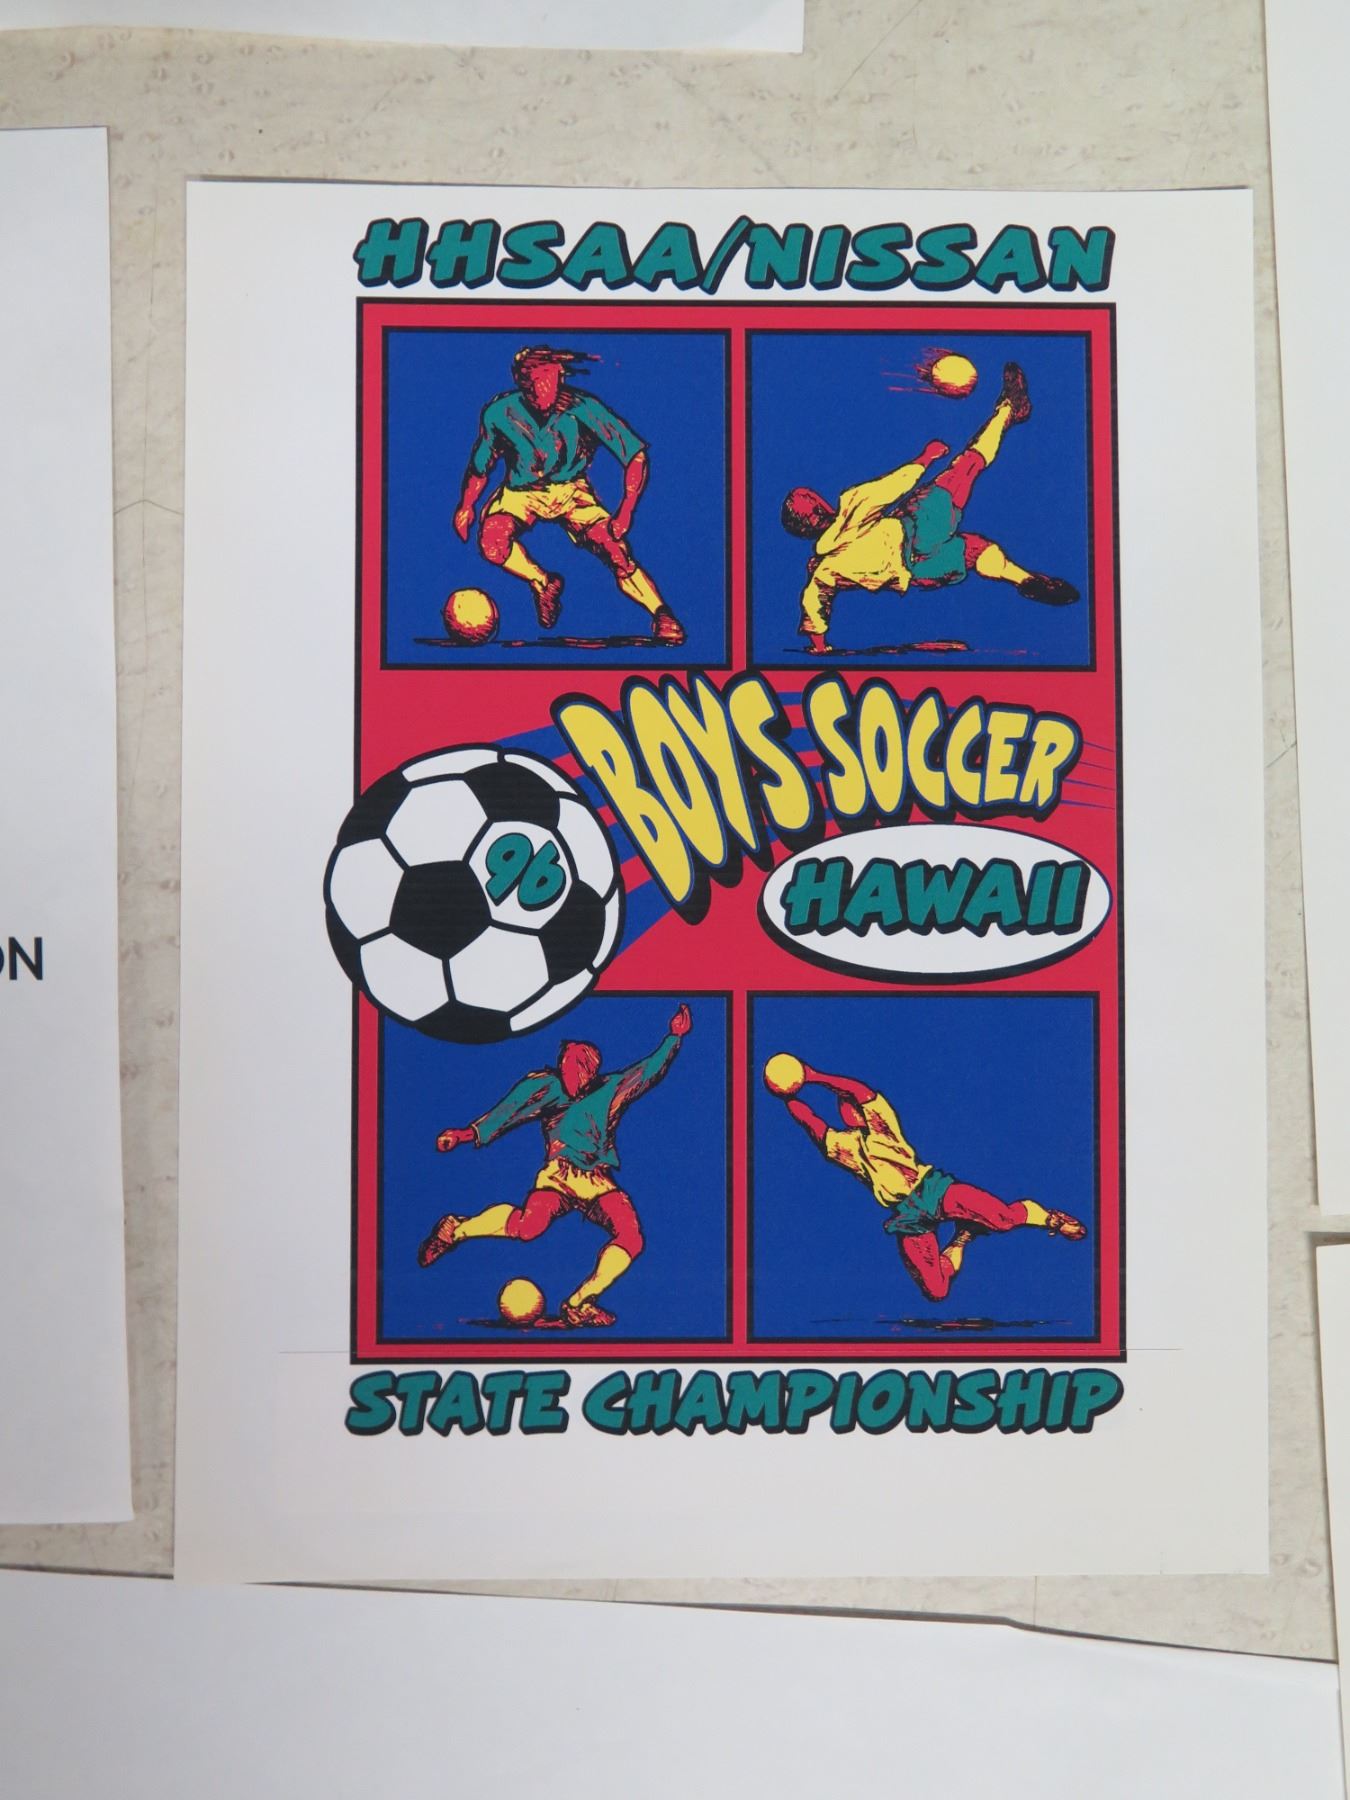 HHSAA/NISSAN
BOYS SOCCER
96
HAWAII
STATE CHAMPIONSHIP
ON